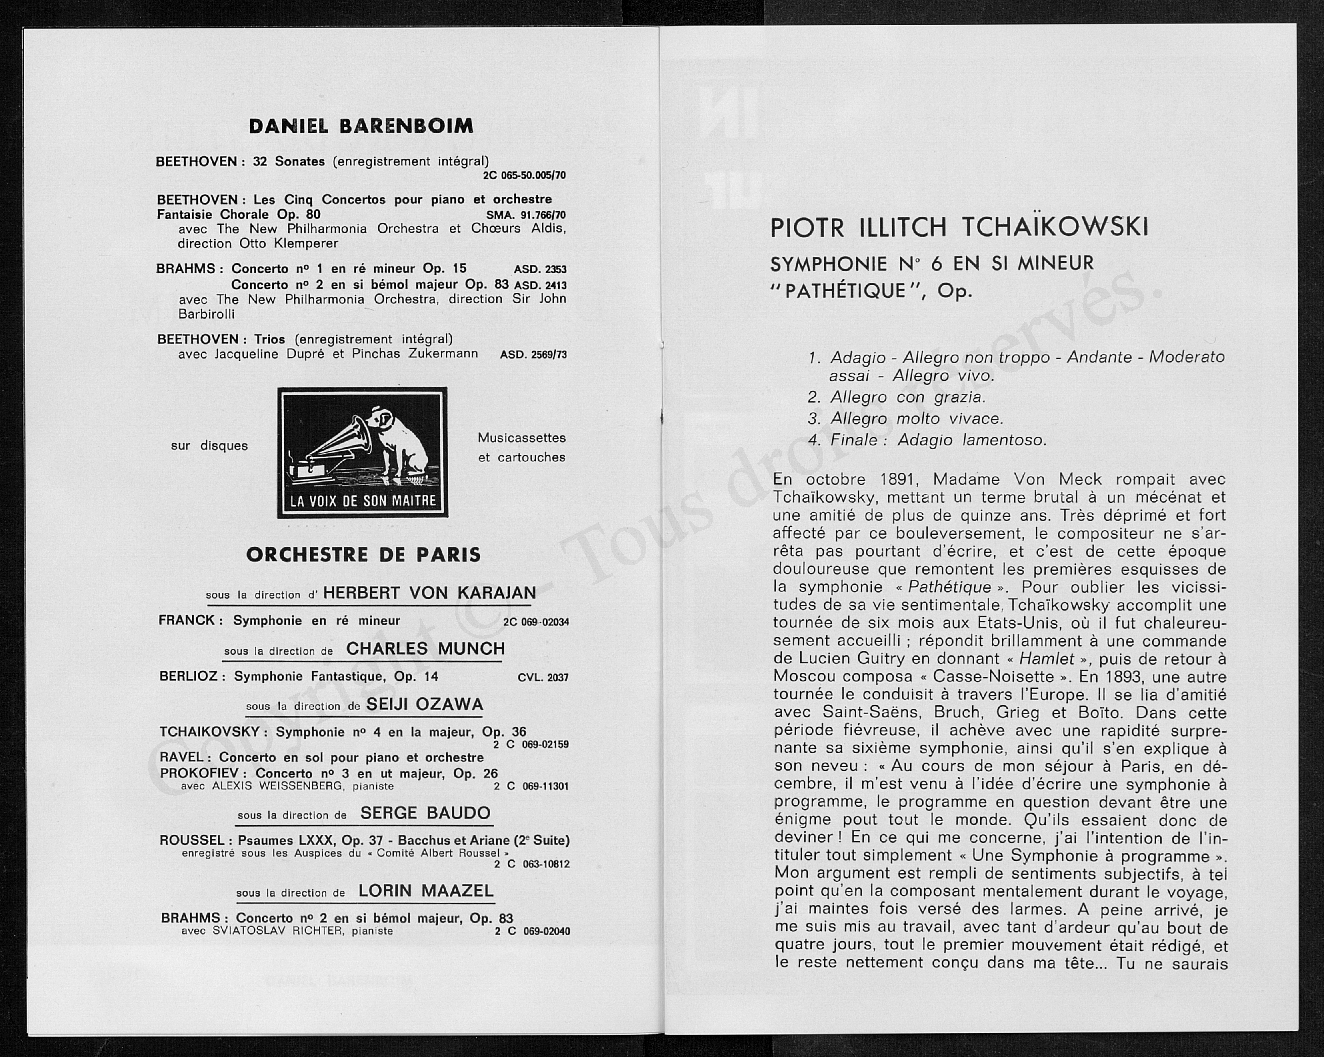 DANIEL BARENBOIM
BEETHOVEN : 32 Sonates (enregistrement intégral)
2C 065-50.005/70
BEETHOVEN : Les Cinq Concertos pour piano et orchestre
Fantaisie Chorale Op. 80 SMA. 91.766/70
avec The New Philharmonia Orchestra et Chœurs Aldis,
direction Otto Klemperer
BRAHMS : Concerto nº 1 en ré mineur Op. 15 ASD. 2353
Concerto nº 2 en si bémol majeur Op. 83 ASD. 2413
avec The New Philharmonia Orchestra, direction Sir John
Barbirolli
BEETHOVEN : Trios (enregistrement intégral)
avec Jacqueline Dupré et Pinchas Zukermann ASD. 2569/73
sur disques
LA VOIX DE SON MAITRE
Musicassettes
et cartouches
ORCHESTRE DE PARIS
sous la direction d' HERBERT VON KARAJAN
FRANCK : Symphonie en ré mineur 2C 069-02034
sous la direction de CHARLES MUNCH
BERLIOZ : Symphonie Fantastique, Op. 14 CVL. 2037
sous la direction de SEIJI OZAWA
TCHAIKOVSKY : Symphonie nº 4 en la majeur, Op. 36
2 C 069-02159
RAVEL : Concerto en sol pour piano et orchestre
PROKOFIEV : Concerto nº 3 en ut majeur, Op. 26
avec ALEXIS WEISSENBERG, pianiste 2 C 069-11301
sous la direction de SERGE BAUDO
ROUSSEL : Psaumes LXXX, Op. 37 - Bacchus et Ariane (2e Suite)
enregistré sous les Auspices du « Comité Albert Roussel »
2 C 063-10812
sous la direction de LORIN MAAZEL
BRAHMS : Concerto nº 2 en si bémol majeur, Op. 83
avec SVIATOSLAV RICHTER, pianiste 2 C 069-02040
PIOTR ILLITCH TCHAÏKOWSKI
SYMPHONIE N° 6 EN SI MINEUR
"PATHÉTIQUE", Op.
1. Adagio - Allegro non troppo - Andante - Moderato
assai - Allegro vivo.
2. Allegro con grazia.
3. Allegro molto vivace.
4. Finale : Adagio lamentoso.
En octobre 1891, Madame Von Meck rompait avec
Tchaïkowsky, mettant un terme brutal à un mécénat et
une amitié de plus de quinze ans. Très déprimé et fort
affecté par ce bouleversement, le compositeur ne s'ar-
rêta pas pourtant d'écrire, et c'est de cette époque
douloureuse que remontent les premières esquisses de
la symphonie « Pathétique ». Pour oublier les vicissi-
tudes de sa vie sentimentale, Tchaïkowsky accomplit une
tournée de six mois aux Etats-Unis, où il fut chaleureu-
sement accueilli ; répondit brillamment à une commande
de Lucien Guitry en donnant « Hamlet », puis de retour à
Moscou composa « Casse-Noisette ». En 1893, une autre
tournée le conduisit à travers l'Europe. Il se lia d'amitié
avec Saint-Saëns, Bruch, Grieg et Boïto. Dans cette
période fiévreuse, il achève avec une rapidité surpre-
nante sa sixième symphonie, ainsi qu'il s'en explique à
son neveu : « Au cours de mon séjour à Paris, en dé-
cembre, il m'est venu à l'idée d'écrire une symphonie à
programme, le programme en question devant être une
énigme pout tout le monde. Qu'ils essaient donc de
deviner ! En ce qui me concerne, j'ai l'intention de l'in-
tituler tout simplement « Une Symphonie à programme ».
Mon argument est rempli de sentiments subjectifs, à tel
point qu'en la composant mentalement durant le voyage,
j'ai maintes fois versé des larmes. A peine arrivé, je
me suis mis au travail, avec tant d'ardeur qu'au bout de
quatre jours, tout le premier mouvement était rédigé, et
le reste nettement conçu dans ma tête... Tu ne saurais
Copyright © - Tous droits réservés.